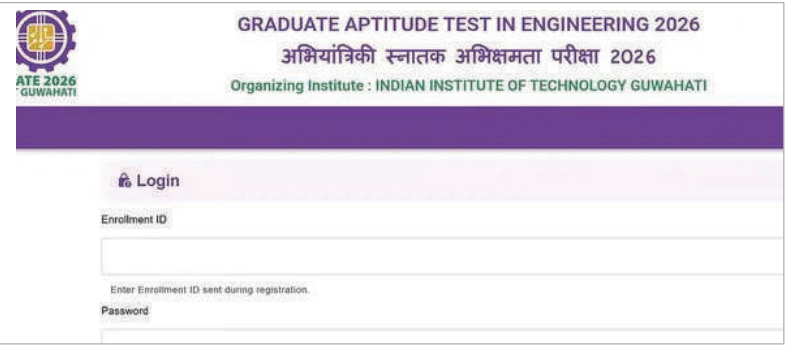 GRADUATE APTITUDE TEST IN ENGINEERING 2026
अभियांत्रिकी स्नातक अभिक्षमता परीक्षा 2026
Organizing Institute : INDIAN INSTITUTE OF TECHNOLOGY GUWAHATI
ATE 2026
GUWAHATI
Login
Enrollment ID
Enter Enrollment ID sent during registration.
Password